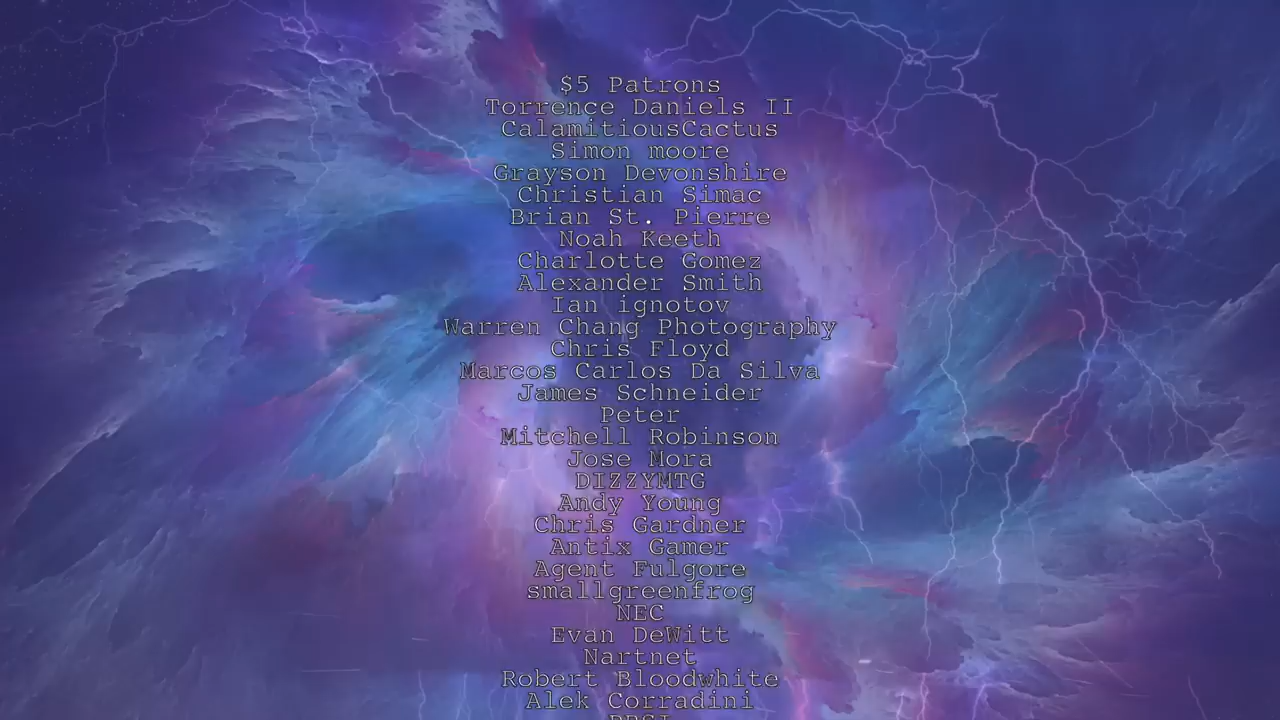 $5 Patrons
Torrence Daniels II
CalamitiousCactus
Simon moore
Grayson Devonshire
Christian Simac
Brian St. Pierre
Noah Keeth
Charlotte Gomez
Alexander Smith
Ian ignotov
Warren Chang Photography
Chris Floyd
Marcos Carlos Da Silva
James Schneider
Peter
Mitchell Robinson
Jose Mora
DIZZYMTG
Andy Young
Chris Gardner
Antix Gamer
Agent Fulgore
smallgreenfrog
NEC
Evan DeWitt
Nartnet
Robert Bloodwhite
Alek Corradini